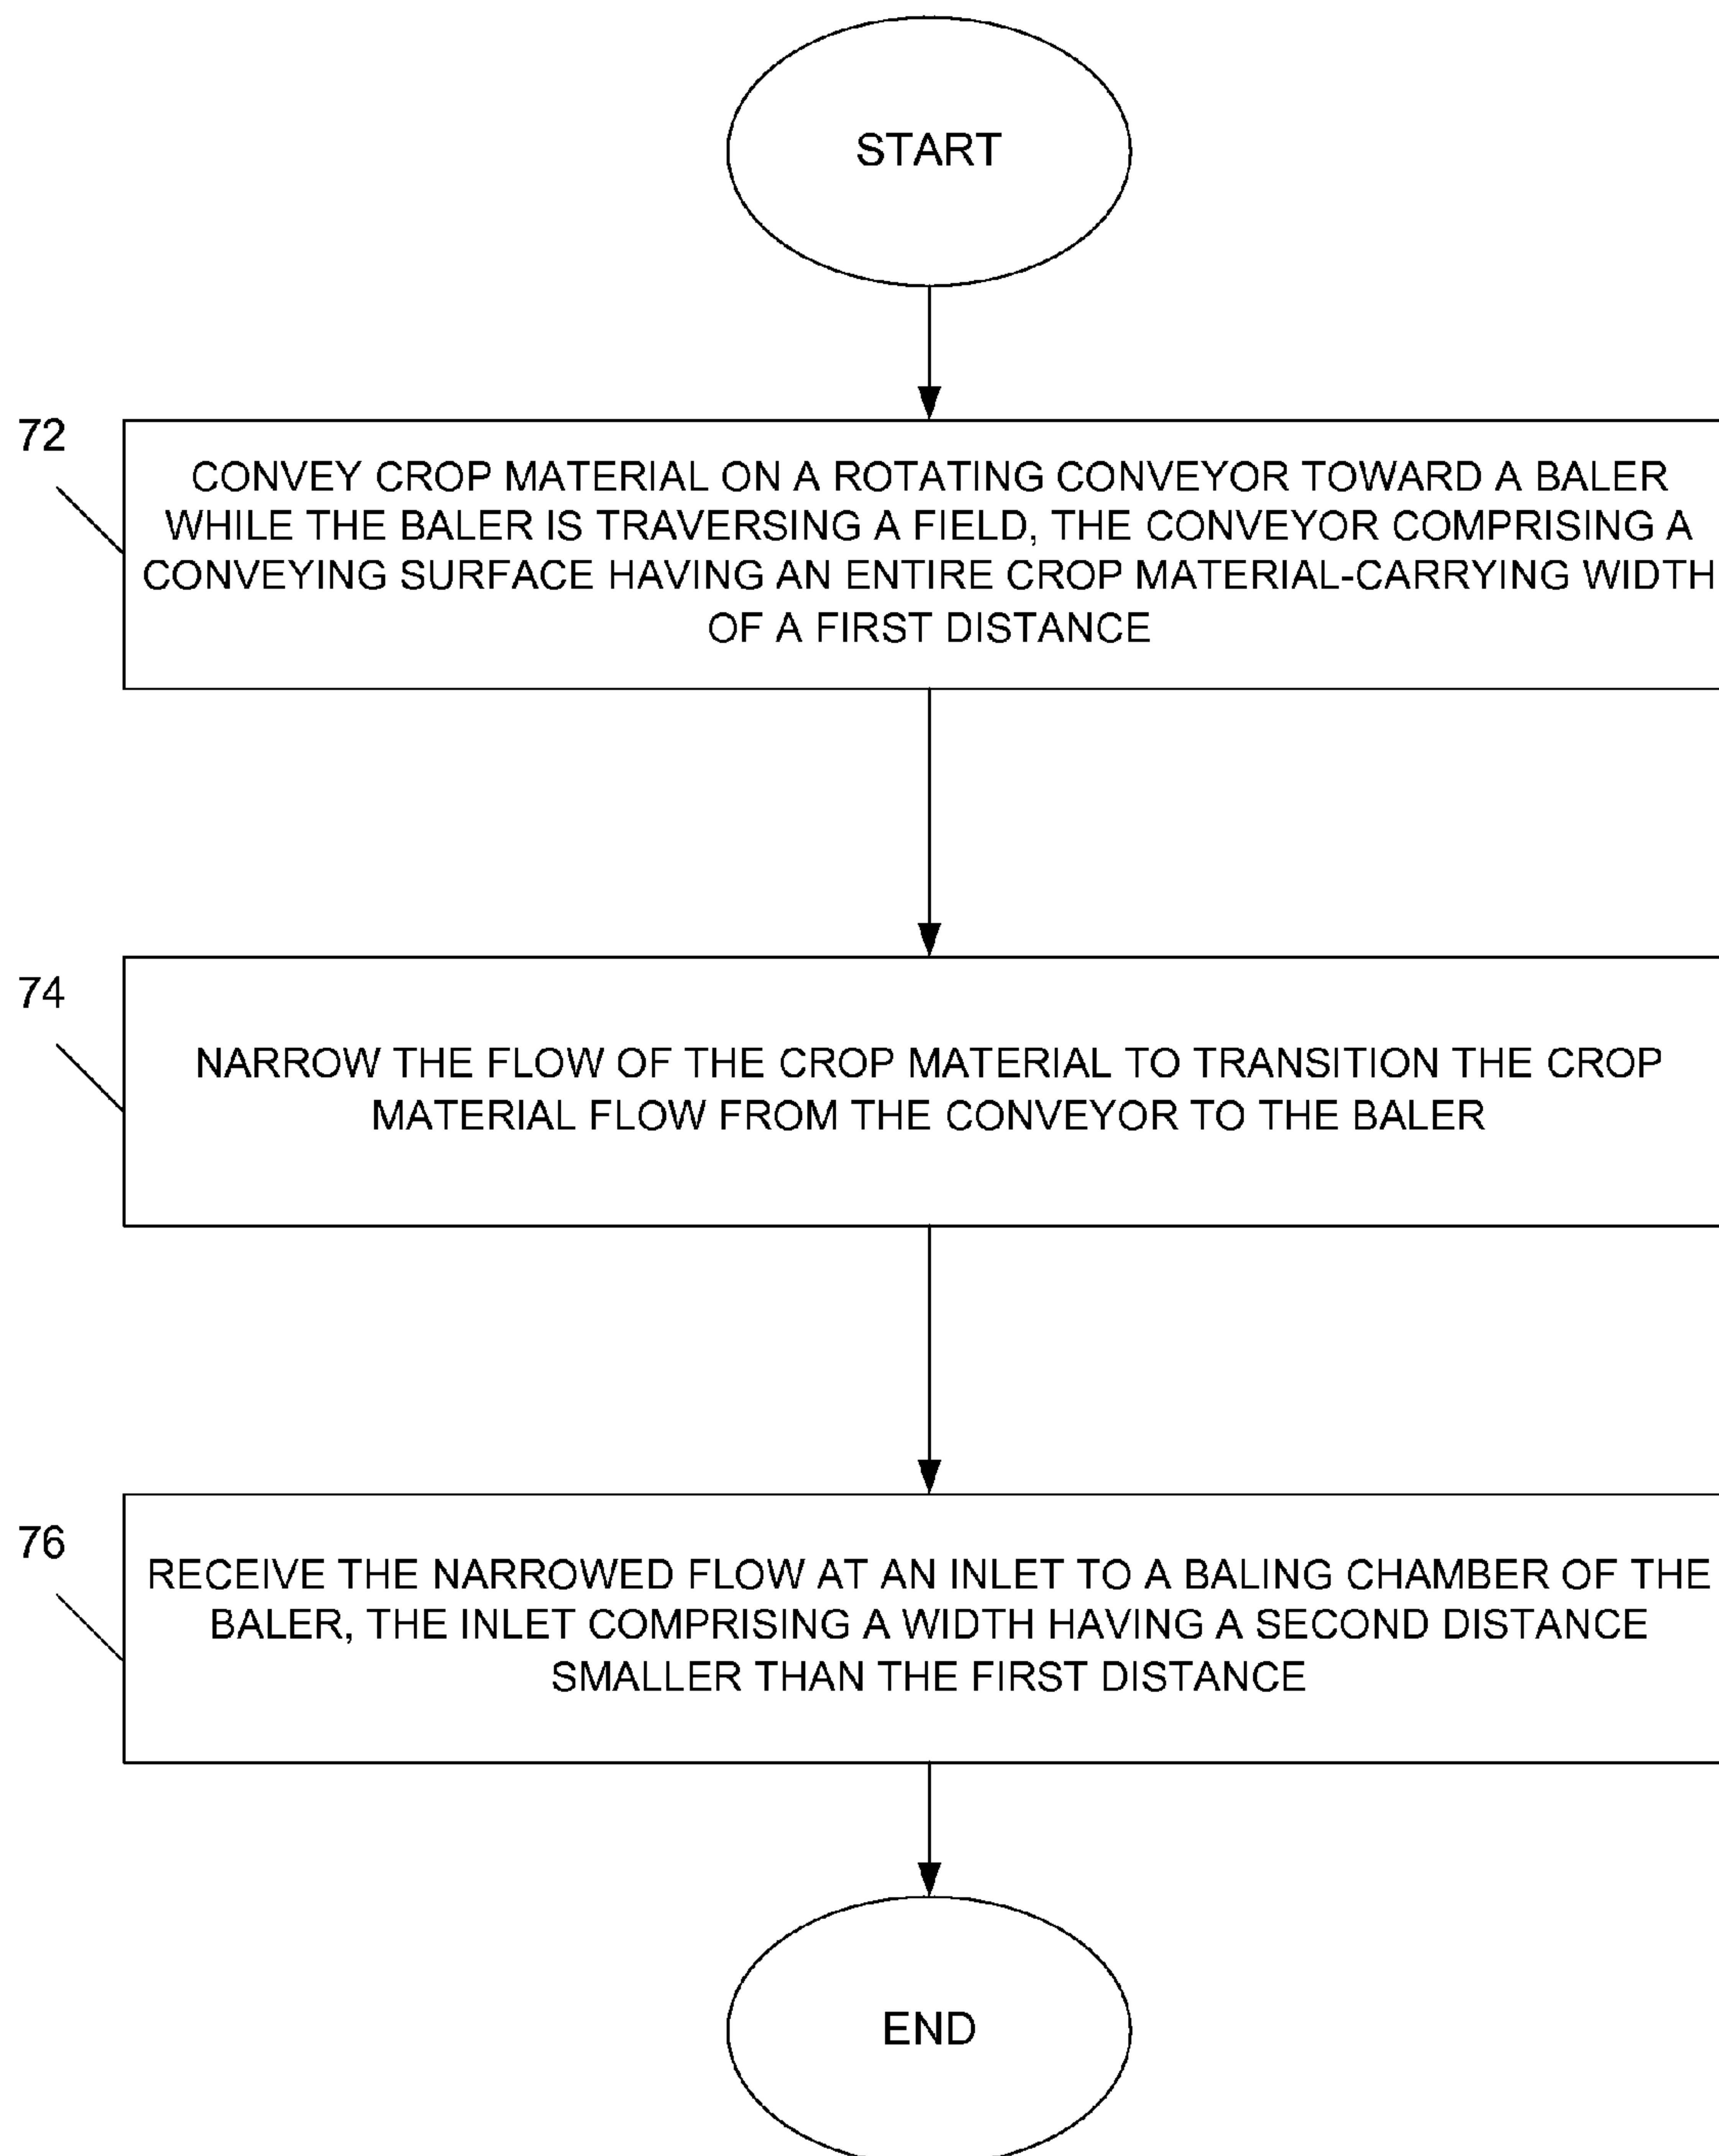 START
72
CONVEY CROP MATERIAL ON A ROTATING CONVEYOR TOWARD A BALER
WHILE THE BALER IS TRAVERSING A FIELD, THE CONVEYOR COMPRISING A
CONVEYING SURFACE HAVING AN ENTIRE CROP MATERIAL-CARRYING WIDTH
OF A FIRST DISTANCE
74
NARROW THE FLOW OF THE CROP MATERIAL TO TRANSITION THE CROP
MATERIAL FLOW FROM THE CONVEYOR TO THE BALER
76
RECEIVE THE NARROWED FLOW AT AN INLET TO A BALING CHAMBER OF THE
BALER, THE INLET COMPRISING A WIDTH HAVING A SECOND DISTANCE
SMALLER THAN THE FIRST DISTANCE
END